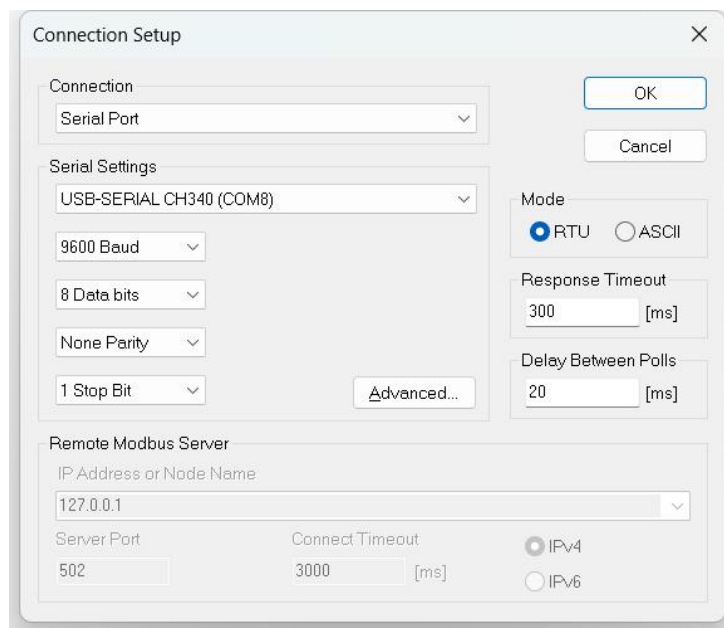 Connection Setup
Connection
Serial Port
OK
Cancel
Serial Settings
USB-SERIAL CH340 (COM8)
9600 Baud
8 Data bits
None Parity
1 Stop Bit
Advanced...
Mode
RTU ASCII
Response Timeout
300 [ms]
Delay Between Polls
20 [ms]
Remote Modbus Server
IP Address or Node Name
127.0.0.1
Server Port Connect Timeout
502 3000 [ms]
IPv4
IPv6